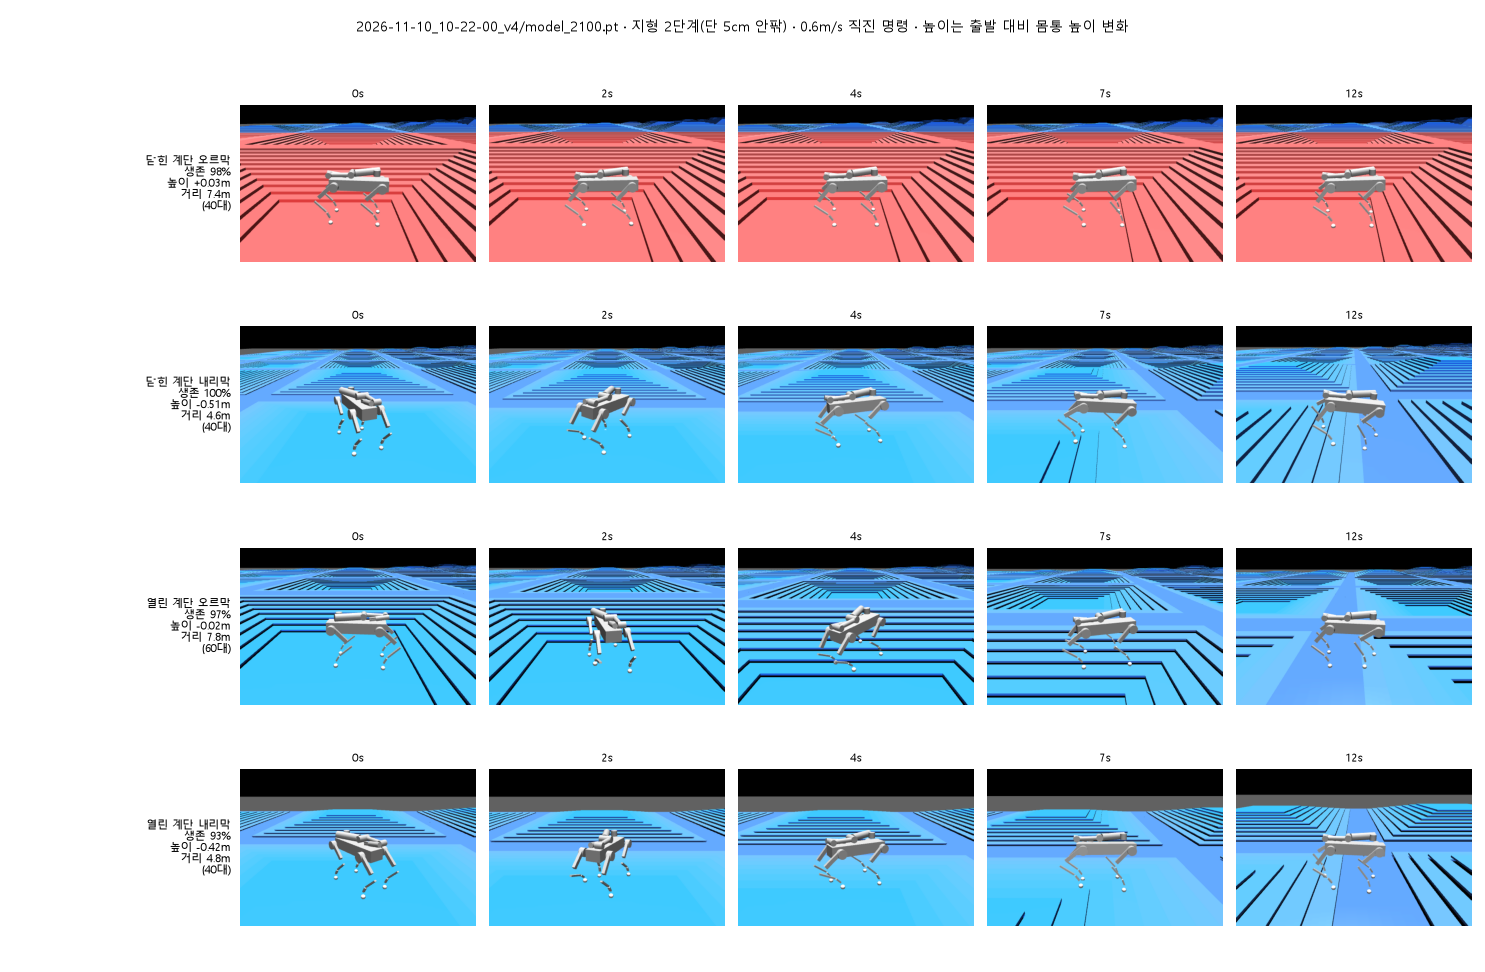 2026-11-10_10-22-00_v4/model_2100.pt · 지형 2단계(단 5cm 안팎) · 0.6m/s 직진 명령 · 높이는 출발 대비 몸통 높이 변화
0s 2s 4s 7s 12s
닫힌 계단 오르막
생존 98%
높이 +0.03m
거리 7.4m
(40대)
0s 2s 4s 7s 12s
닫힌 계단 내리막
생존 100%
높이 -0.51m
거리 4.6m
(40대)
0s 2s 4s 7s 12s
열린 계단 오르막
생존 97%
높이 -0.02m
거리 7.8m
(60대)
0s 2s 4s 7s 12s
열린 계단 내리막
생존 93%
높이 -0.42m
거리 4.8m
(40대)